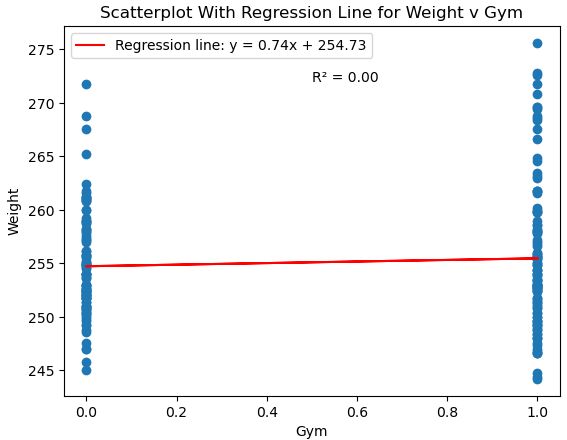 Scatterplot With Regression Line for Weight v Gym
Regression line: y = 0.74x + 254.73
R² = 0.00
275
270
265
260
255
250
245
Weight
0.0 0.2 0.4 0.6 0.8 1.0
Gym